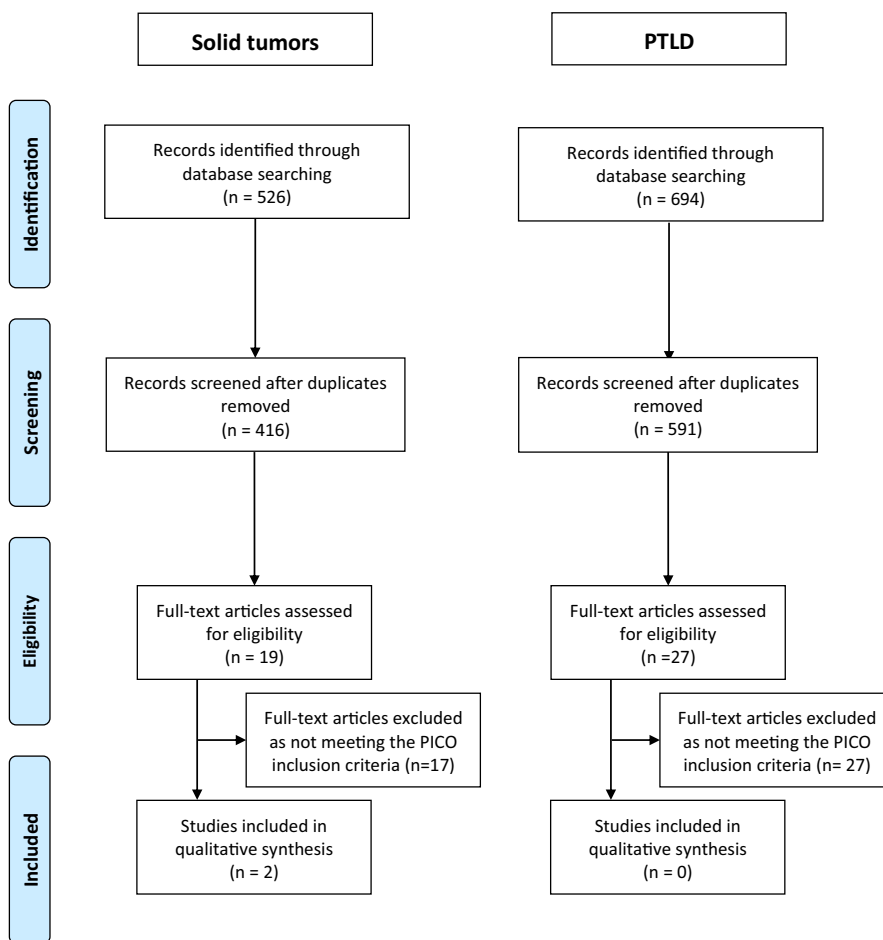 Solid tumors
PTLD
Identification
Records identified through
database searching
(n = 526)
Records identified through
database searching
(n = 694)
Screening
Records screened after duplicates
removed
(n = 416)
Records screened after duplicates
removed
(n = 591)
Eligibility
Full-text articles assessed
for eligibility
(n = 19)
Full-text articles assessed
for eligibility
(n =27)
Full-text articles excluded
as not meeting the PICO
inclusion criteria (n=17)
Full-text articles excluded
as not meeting the PICO
inclusion criteria (n= 27)
Included
Studies included in
qualitative synthesis
(n = 2)
Studies included in
qualitative synthesis
(n = 0)